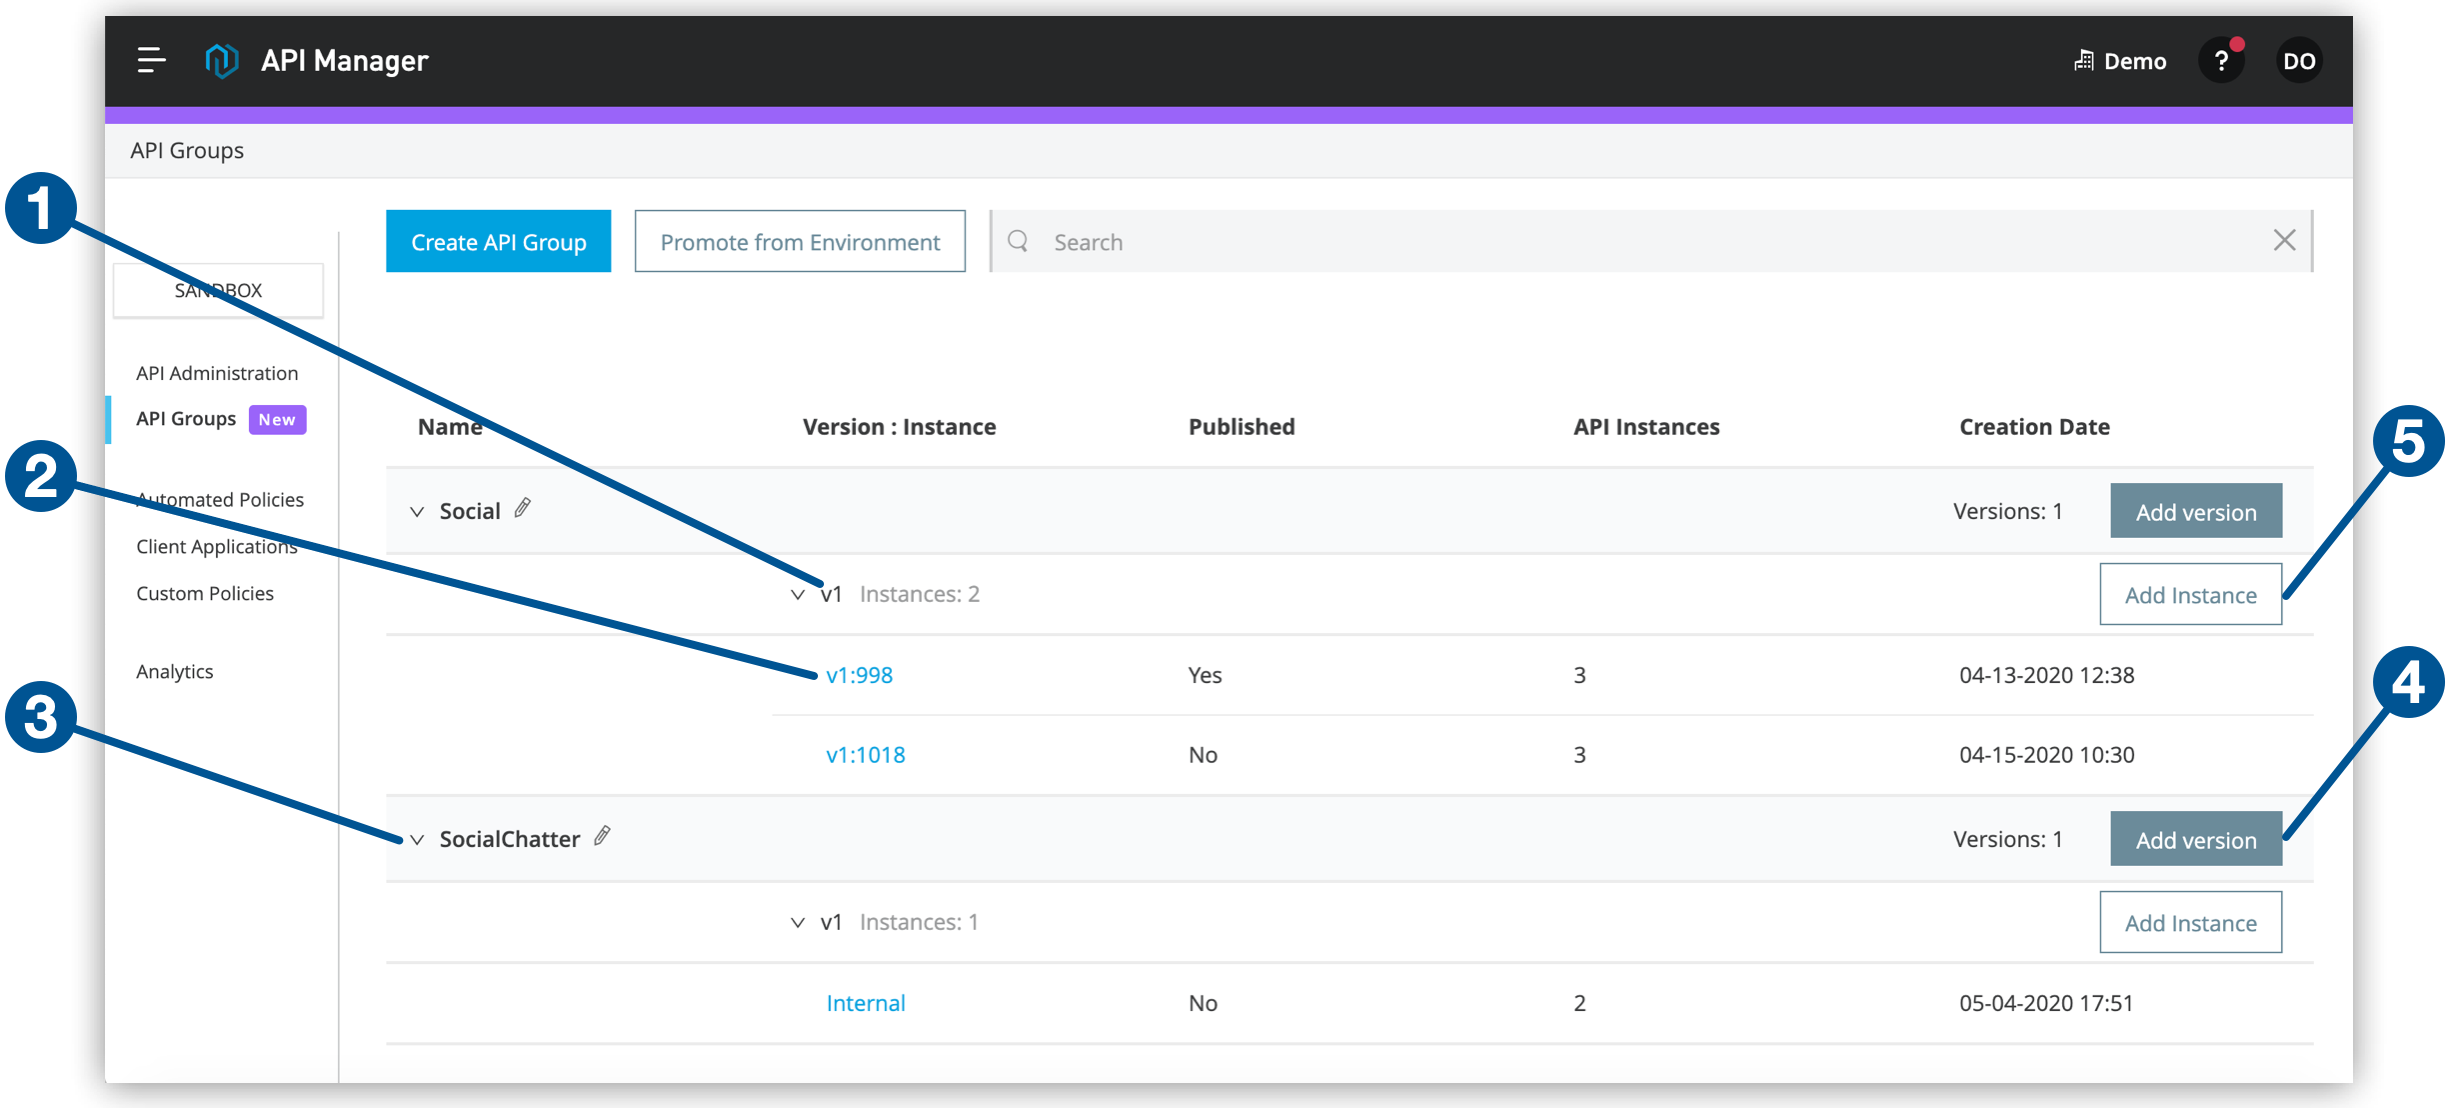 API Manager
Demo
?
DO
API Groups
1
Create API Group
Promote from Environment
Search
SANDBOX
API Administration
API Groups New
Name Version : Instance Published API Instances Creation Date
5
2
Automated Policies
Social Versions: 1 Add version
Client Applications
Custom Policies
v1 Instances: 2 Add Instance
Analytics
v1:998 Yes 3 04-13-2020 12:38
4
3
v1:1018 No 3 04-15-2020 10:30
SocialChatter Versions: 1 Add version
v1 Instances: 1 Add Instance
Internal No 2 05-04-2020 17:51